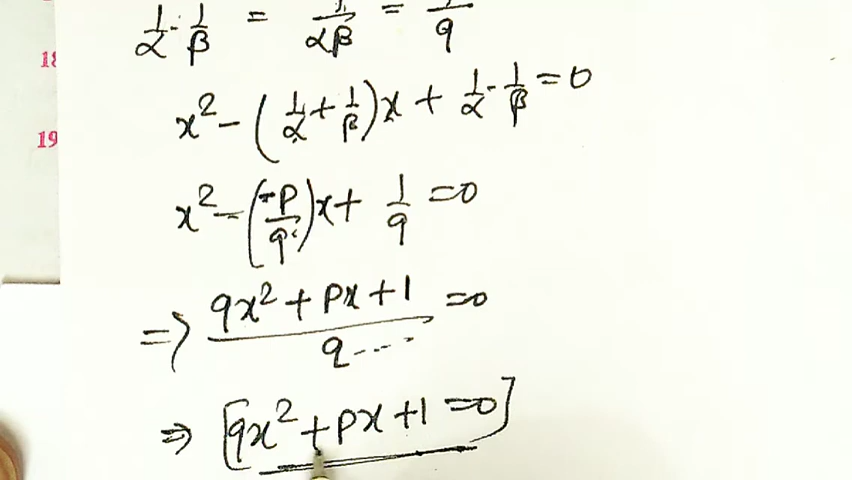 1/α · 1/β = 1/αβ = 1/q
18
x² - (1/α + 1/β)x + 1/α · 1/β = 0
19
x² - (-p/q)x + 1/q = 0
⇒ qx² + px + 1 / q = 0
⇒ [qx² + px + 1 = 0]